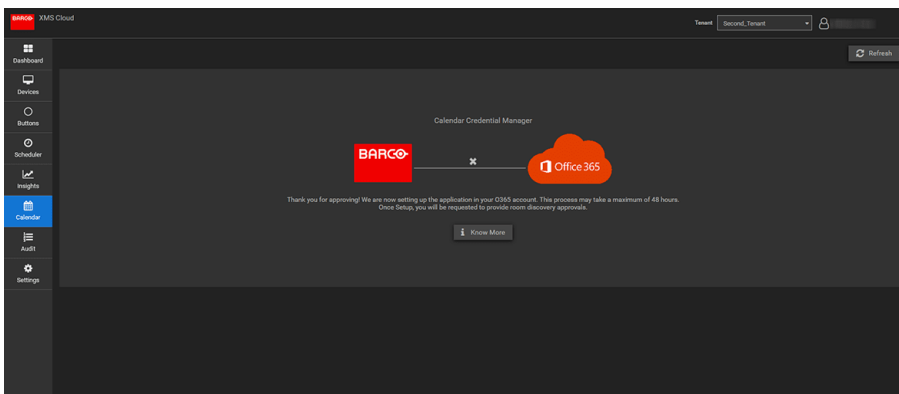 BARCO XMS Cloud
Tenant Second_Tenant
Refresh
Dashboard
Devices
Buttons
Scheduler
Insights
Calendar
Audit
Settings
Calendar Credential Manager
BARCO
Office 365
Thank you for approving! We are now setting up the application in your O365 account. This process may take a maximum of 48 hours.
Once Setup, you will be requested to provide room discovery approvals.
i Know More